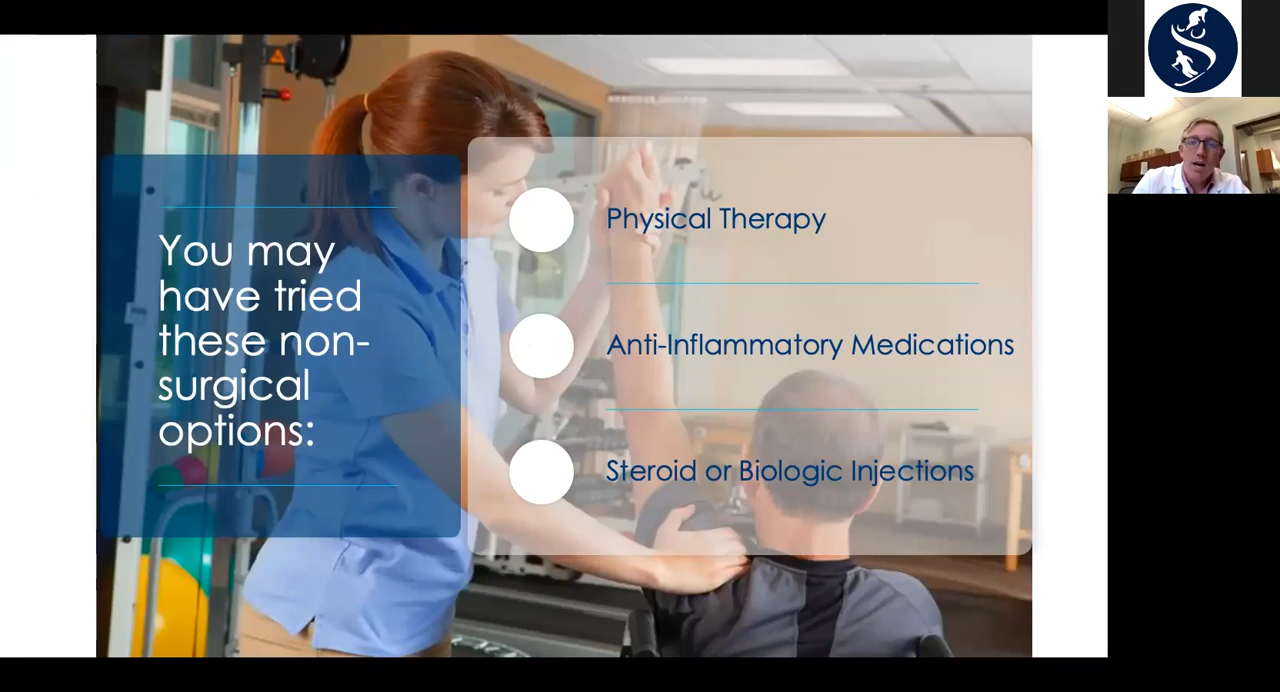 You may
have tried
these non-
surgical
options:
Physical Therapy
Anti-Inflammatory Medications
Steroid or Biologic Injections